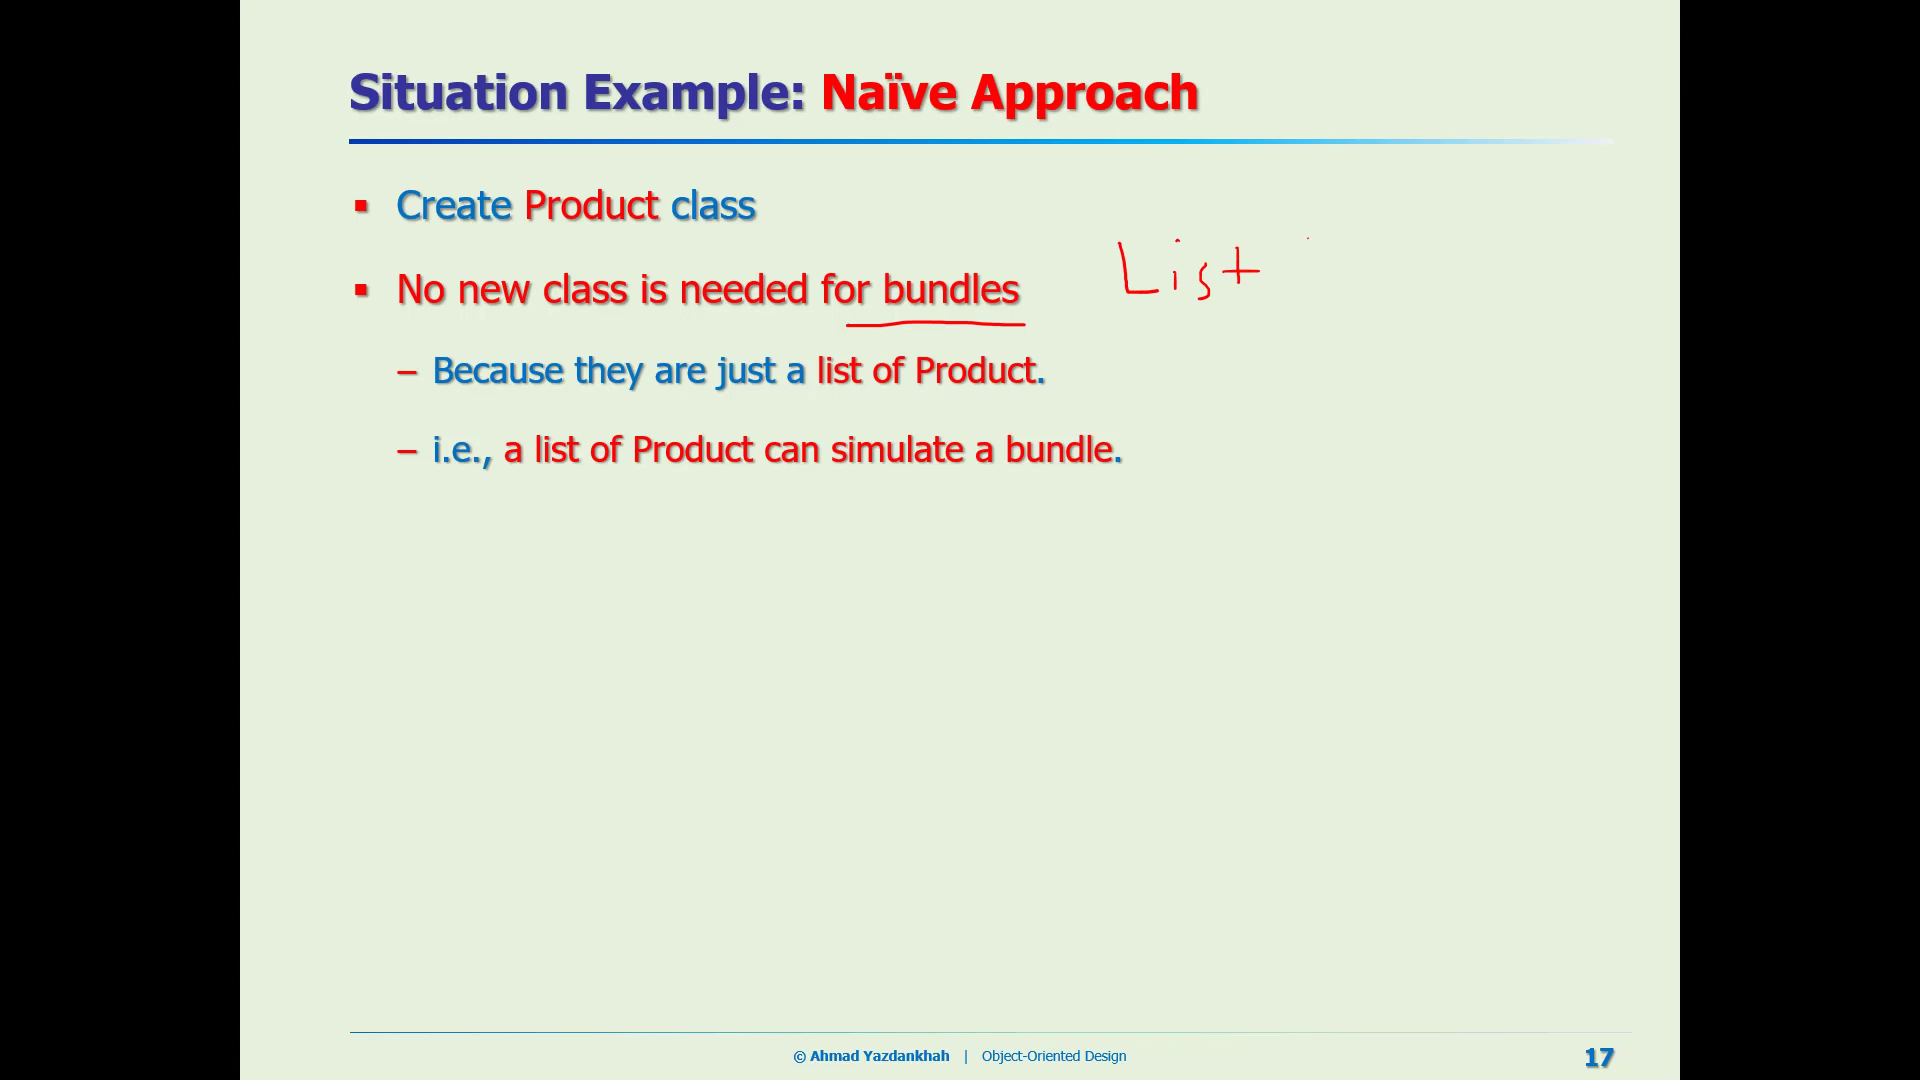 Situation Example: Naïve Approach
▪ Create Product class
List
▪ No new class is needed for bundles
– Because they are just a list of Product.
– i.e., a list of Product can simulate a bundle.
© Ahmad Yazdankhah | Object-Oriented Design
17